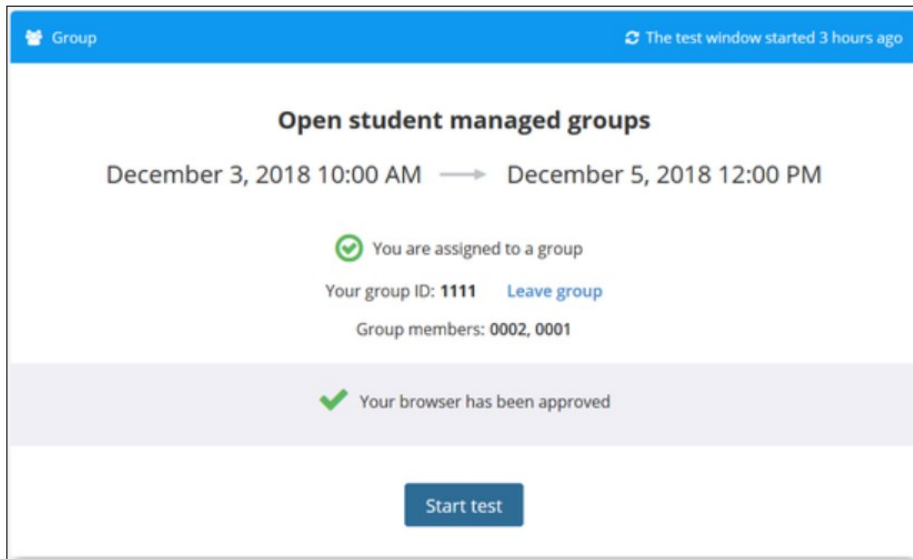 Group
The test window started 3 hours ago
Open student managed groups
December 3, 2018 10:00 AM December 5, 2018 12:00 PM
You are assigned to a group
Your group ID: 1111 Leave group
Group members: 0002, 0001
Your browser has been approved
Start test